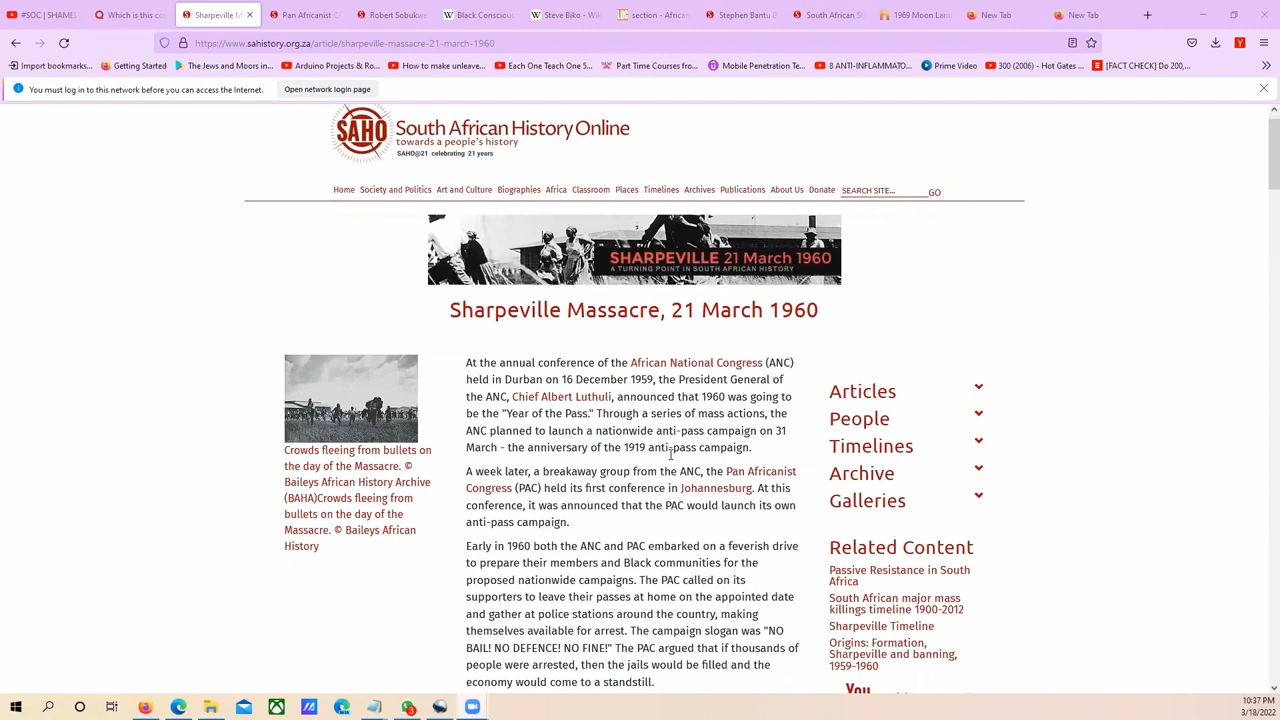 #SOC | SHAMEL
Which is this co
Sharpeville M
Pan Africanist C
Robert Sobukwe
Black Conscious
Steve Biko - Wi
section - African
Stephen Bantu B
South African St
1969 Moon Land
New Tab
New Tab
https://www.sahistory.org.za/article/sharpeville-massacre-21-march-1960
Import bookmarks...
Getting Started
The Jews and Moors in...
Arduino Projects & Ro...
How to make unleave...
Each One Teach One 5...
Part Time Courses from...
Mobile Penetration Te...
8 ANTI-INFLAMMATO...
Prime Video
300 (2006) - Hot Gates ...
[FACT CHECK] Do 200,...
You must log in to this network before you can access the Internet.
Open network login page
SAHO
South African History Online
towards a people's history
SAHO@21 celebrating 21 years
Home Society and Politics Art and Culture Biographies Africa Classroom Places Timelines Archives Publications About Us Donate SEARCH SITE... GO
SHARPEVILLE 21 March 1960
A TURNING POINT IN SOUTH AFRICAN HISTORY
Sharpeville Massacre, 21 March 1960
Crowds fleeing from bullets on
the day of the Massacre. ©
Baileys African History Archive
(BAHA)Crowds fleeing from
bullets on the day of the
Massacre. © Baileys African
History
At the annual conference of the African National Congress (ANC)
held in Durban on 16 December 1959, the President General of
the ANC, Chief Albert Luthuli, announced that 1960 was going to
be the "Year of the Pass." Through a series of mass actions, the
ANC planned to launch a nationwide anti-pass campaign on 31
March - the anniversary of the 1919 anti-pass campaign.
A week later, a breakaway group from the ANC, the Pan Africanist
Congress (PAC) held its first conference in Johannesburg. At this
conference, it was announced that the PAC would launch its own
anti-pass campaign.
Early in 1960 both the ANC and PAC embarked on a feverish drive
to prepare their members and Black communities for the
proposed nationwide campaigns. The PAC called on its
supporters to leave their passes at home on the appointed date
and gather at police stations around the country, making
themselves available for arrest. The campaign slogan was "NO
BAIL! NO DEFENCE! NO FINE!" The PAC argued that if thousands of
people were arrested, then the jails would be filled and the
economy would come to a standstill.
Articles
People
Timelines
Archive
Galleries
Related Content
Passive Resistance in South
Africa
South African major mass
killings timeline 1900-2012
Sharpeville Timeline
Origins: Formation,
Sharpeville and banning,
1959-1960
You
3
10:37 PM
3/18/2022